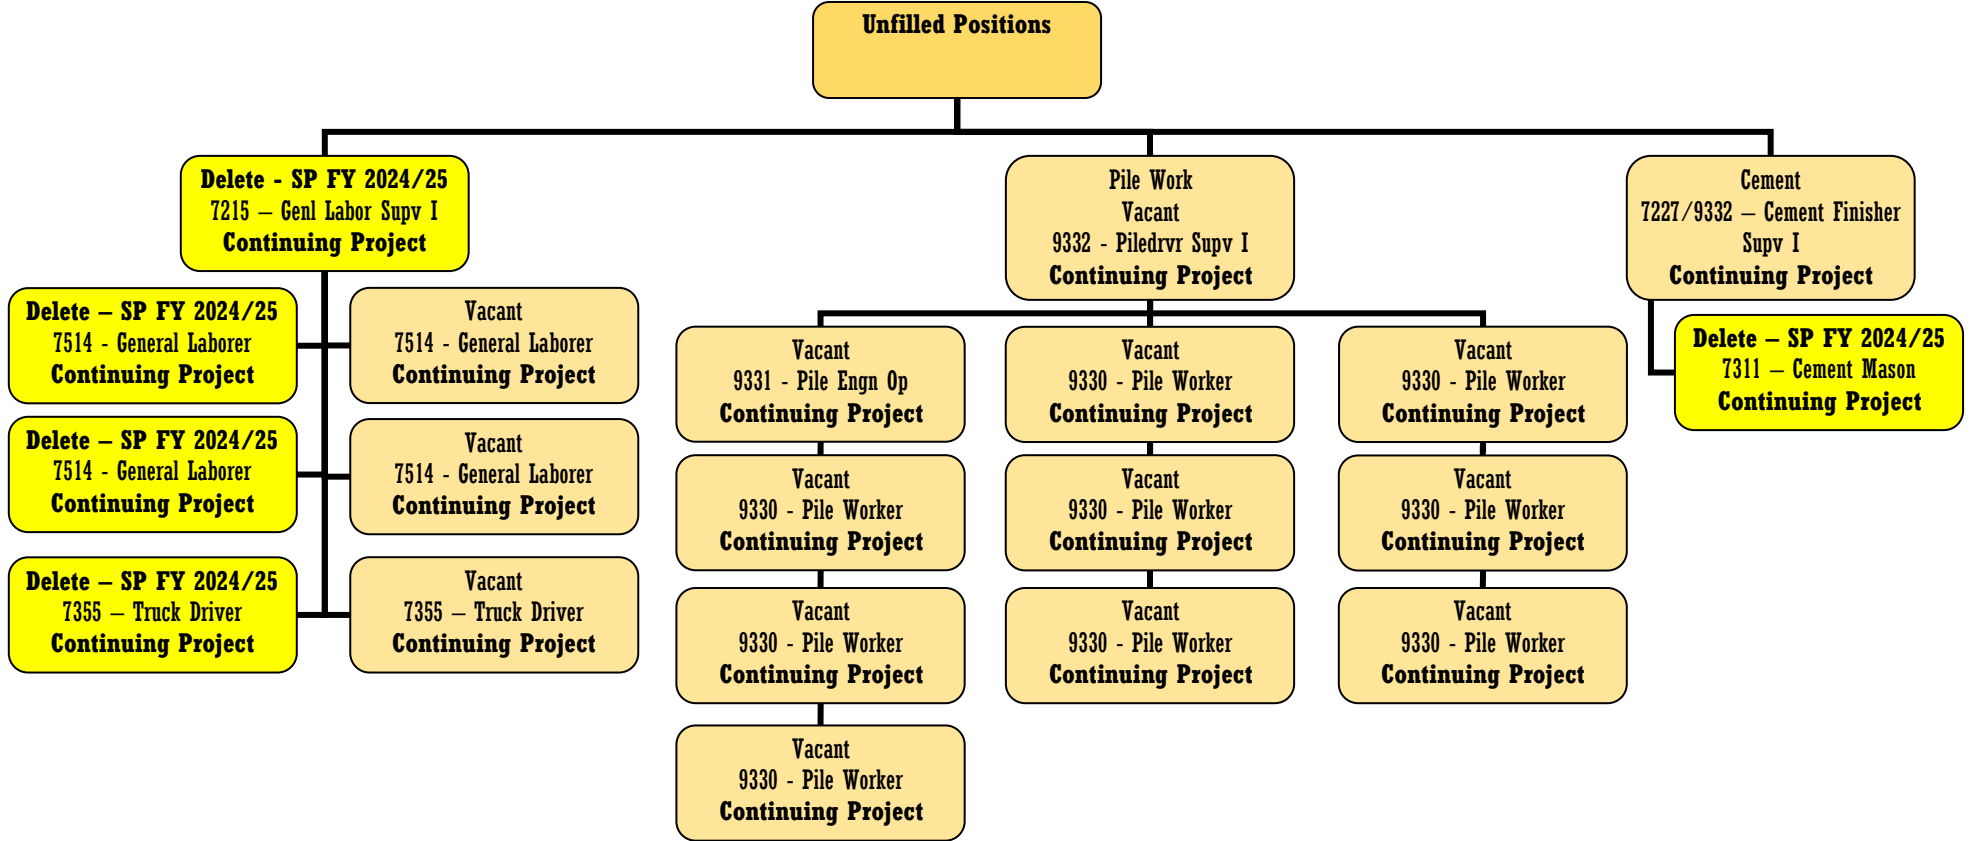 Unfilled Positions
Delete - SP FY 2024/25
7215 – Genl Labor Supv I
Continuing Project
Pile Work
Vacant
9332 - Piledrvr Supv I
Continuing Project
Cement
7227/9332 – Cement Finisher
Supv I
Continuing Project
Delete – SP FY 2024/25
7514 - General Laborer
Continuing Project
Vacant
7514 - General Laborer
Continuing Project
Delete – SP FY 2024/25
7514 - General Laborer
Continuing Project
Vacant
7514 - General Laborer
Continuing Project
Delete – SP FY 2024/25
7355 – Truck Driver
Continuing Project
Vacant
7355 – Truck Driver
Continuing Project
Vacant
9331 - Pile Engn Op
Continuing Project
Vacant
9330 - Pile Worker
Continuing Project
Vacant
9330 - Pile Worker
Continuing Project
Vacant
9330 - Pile Worker
Continuing Project
Vacant
9330 - Pile Worker
Continuing Project
Vacant
9330 - Pile Worker
Continuing Project
Vacant
9330 - Pile Worker
Continuing Project
Vacant
9330 - Pile Worker
Continuing Project
Vacant
9330 - Pile Worker
Continuing Project
Vacant
9330 - Pile Worker
Continuing Project
Delete – SP FY 2024/25
7311 – Cement Mason
Continuing Project